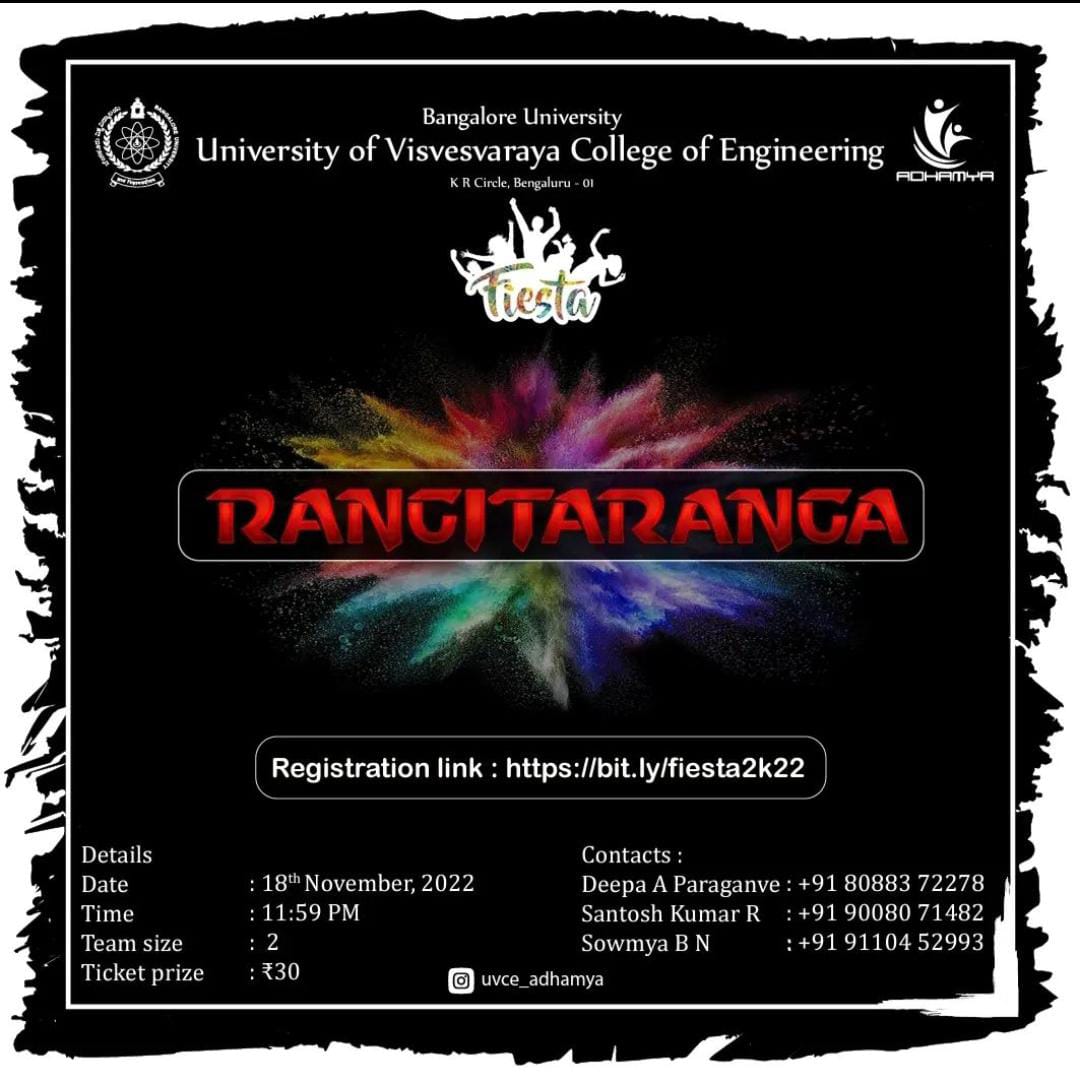 Bangalore University
University of Visvesvaraya College of Engineering
K R Circle, Bengaluru - 01
ADHAMYA
Fiesta
RANGITARANGA
Registration link : https://bit.ly/fiesta2k22
Details
Date : 18th November, 2022
Time : 11:59 PM
Team size : 2
Ticket prize : ₹30
Contacts :
Deepa A Paraganve : +91 80883 72278
Santosh Kumar R : +91 90080 71482
Sowmya B N : +91 91104 52993
uvce_adhamya